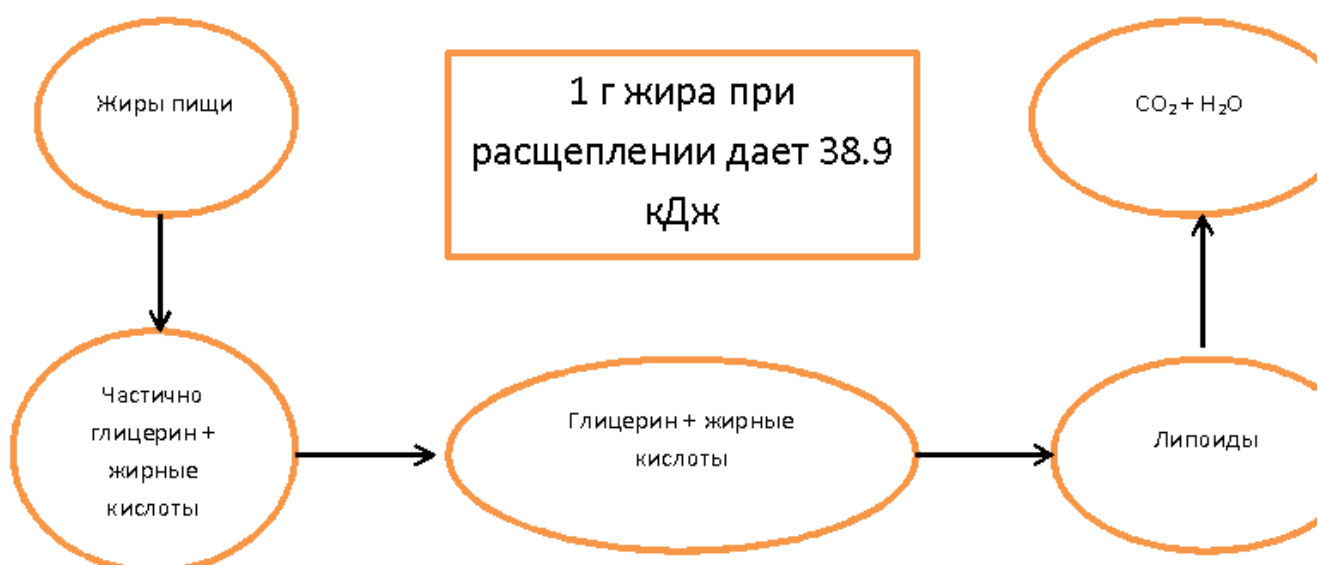 Жиры пищи
1 г жира при
расщеплении дает 38.9
кДж
CO₂ + H₂O
Частично
глицерин +
жирные
кислоты
Глицерин + жирные
кислоты
Липоиды